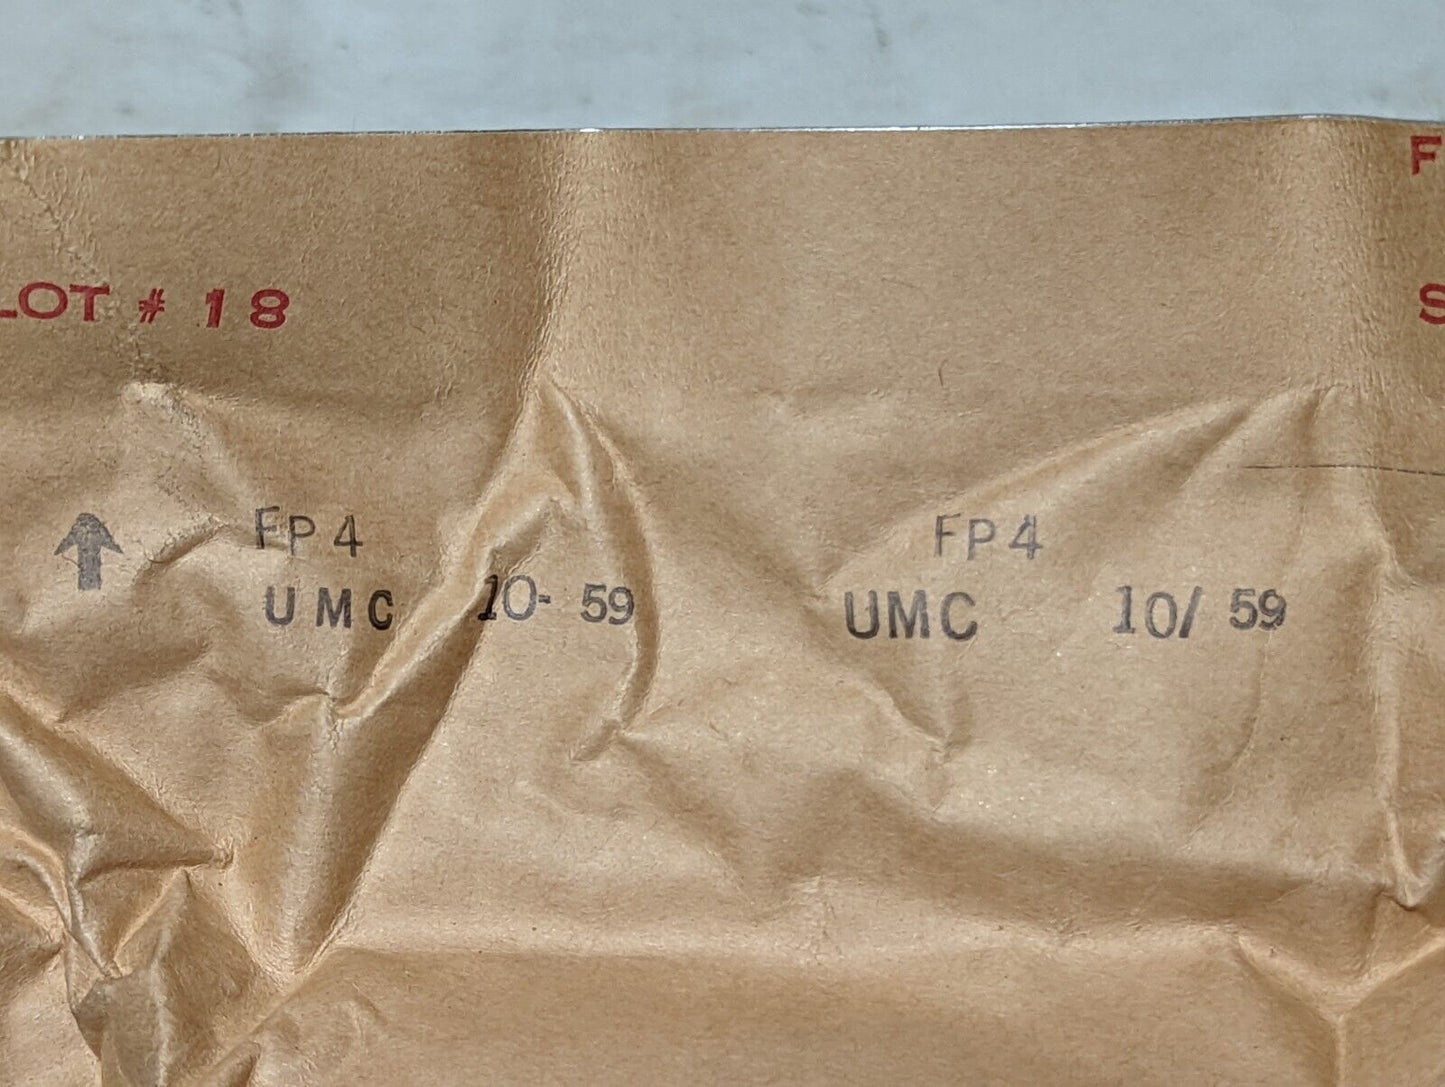 F
LOT # 18
S
FP4
UMC 10- 59
FP4
UMC 10/ 59